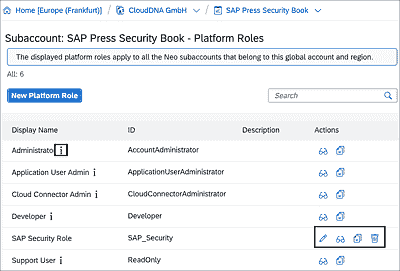 Home [Europe (Frankfurt)] / CloudDNA GmbH / SAP Press Security Book
Subaccount: SAP Press Security Book - Platform Roles
The displayed platform roles apply to all the Neo subaccounts that belong to this global account and region.
All: 6
New Platform Role
Search
Display Name ID Description Actions
Administrato i AccountAdministrator
Application User Admin i ApplicationUserAdmin
Cloud Connector Admin i CloudConnectorAdministrator
Developer i Developer
SAP Security Role SAP_Security
Support User i ReadOnly